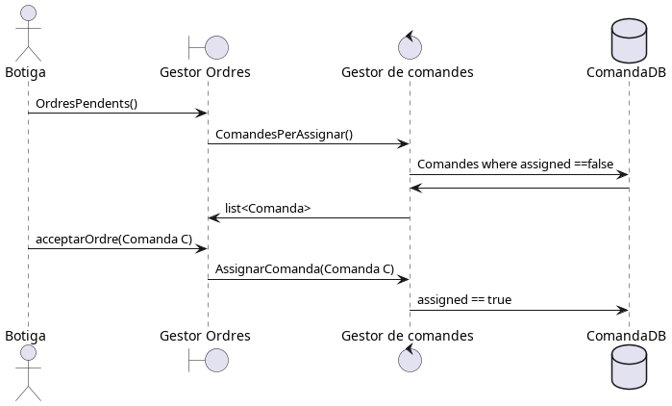 Botiga
Gestor Ordres
Gestor de comandes
ComandaDB
OrdresPendents()
ComandesPerAssignar()
Comandes where assigned ==false
list<Comanda>
acceptarOrdre(Comanda C)
AssignarComanda(Comanda C)
assigned == true
Botiga
Gestor Ordres
Gestor de comandes
ComandaDB